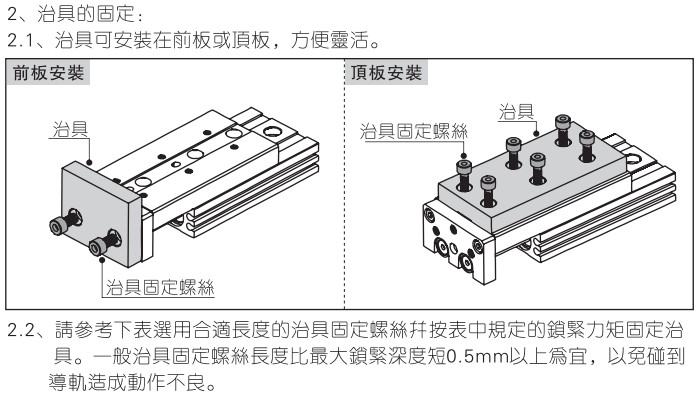 2、治具的固定：
2.1、治具可安裝在前板或頂板，方便靈活。
前板安裝
頂板安裝
治具
治具固定螺絲
治具
治具固定螺絲
2.2、請參考下表選用合適長度的治具固定螺絲幷按表中規定的鎖緊力矩固定治
具。一般治具固定螺絲長度比最大鎖緊深度短0.5mm以上爲宜，以免碰到
導軌造成動作不良。